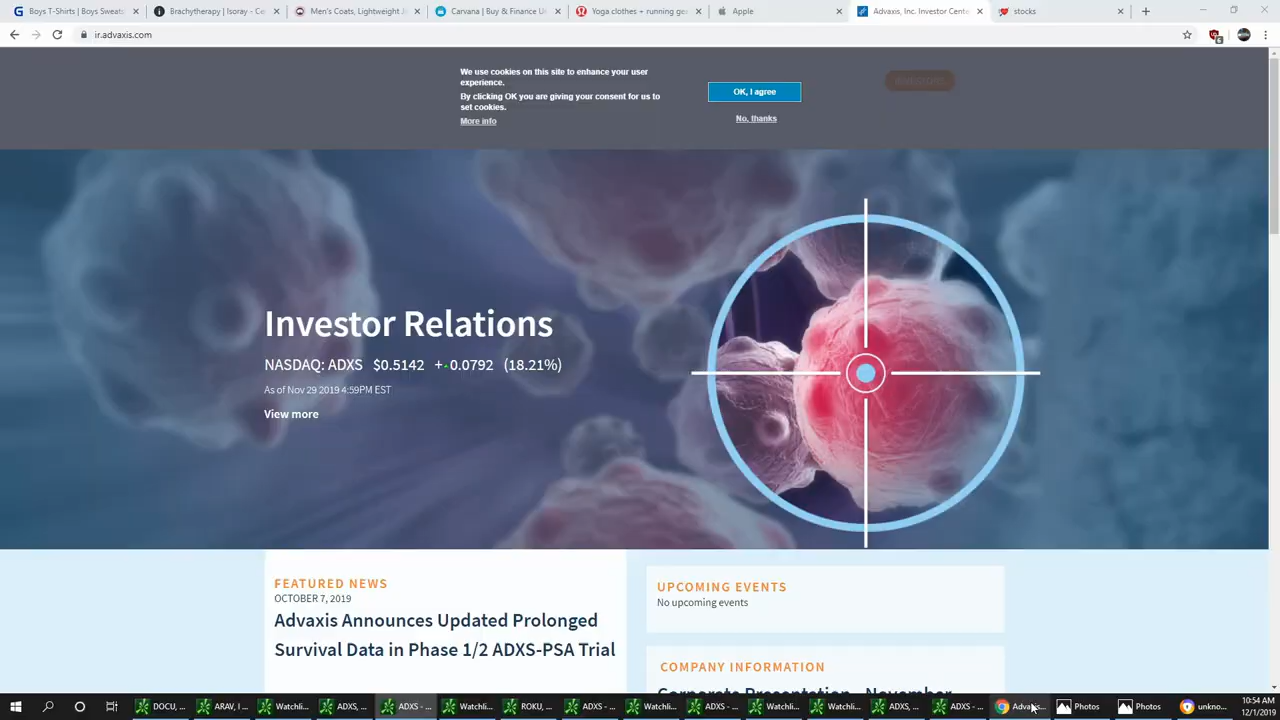 Boys T-Shirts | Boys Sweats
Brachytherapy | Isoray - Ce
Men's Coats, Lightweight J
Carvana | Buy & Finance U
Yoga clothes + running ge
Apple
Advaxis, Inc. Investor Cent
stocks
ir.advaxis.com
We use cookies on this site to enhance your user
experience.
By clicking OK you are giving your consent for us to
set cookies.
More info
OK, I agree
No, thanks
Investor Relations
NASDAQ: ADXS $0.5142 + 0.0792 (18.21%)
As of Nov 29 2019 4:59PM EST
View more
FEATURED NEWS
OCTOBER 7, 2019
Advaxis Announces Updated Prolonged
Survival Data in Phase 1/2 ADXS-PSA Trial
UPCOMING EVENTS
No upcoming events
COMPANY INFORMATION
Corporate Presentation - November
DOCU, ...
ARAV, I ...
Watchli...
ADXS, ...
ADXS - ...
Watchli...
ROKU, ...
ADXS - ...
Watchli...
ADXS - ...
Watchli...
Watchli...
ADXS, ...
ADXS - ...
Advaxi...
Photos
Photos
unkno...
10:54 AM
12/1/2019